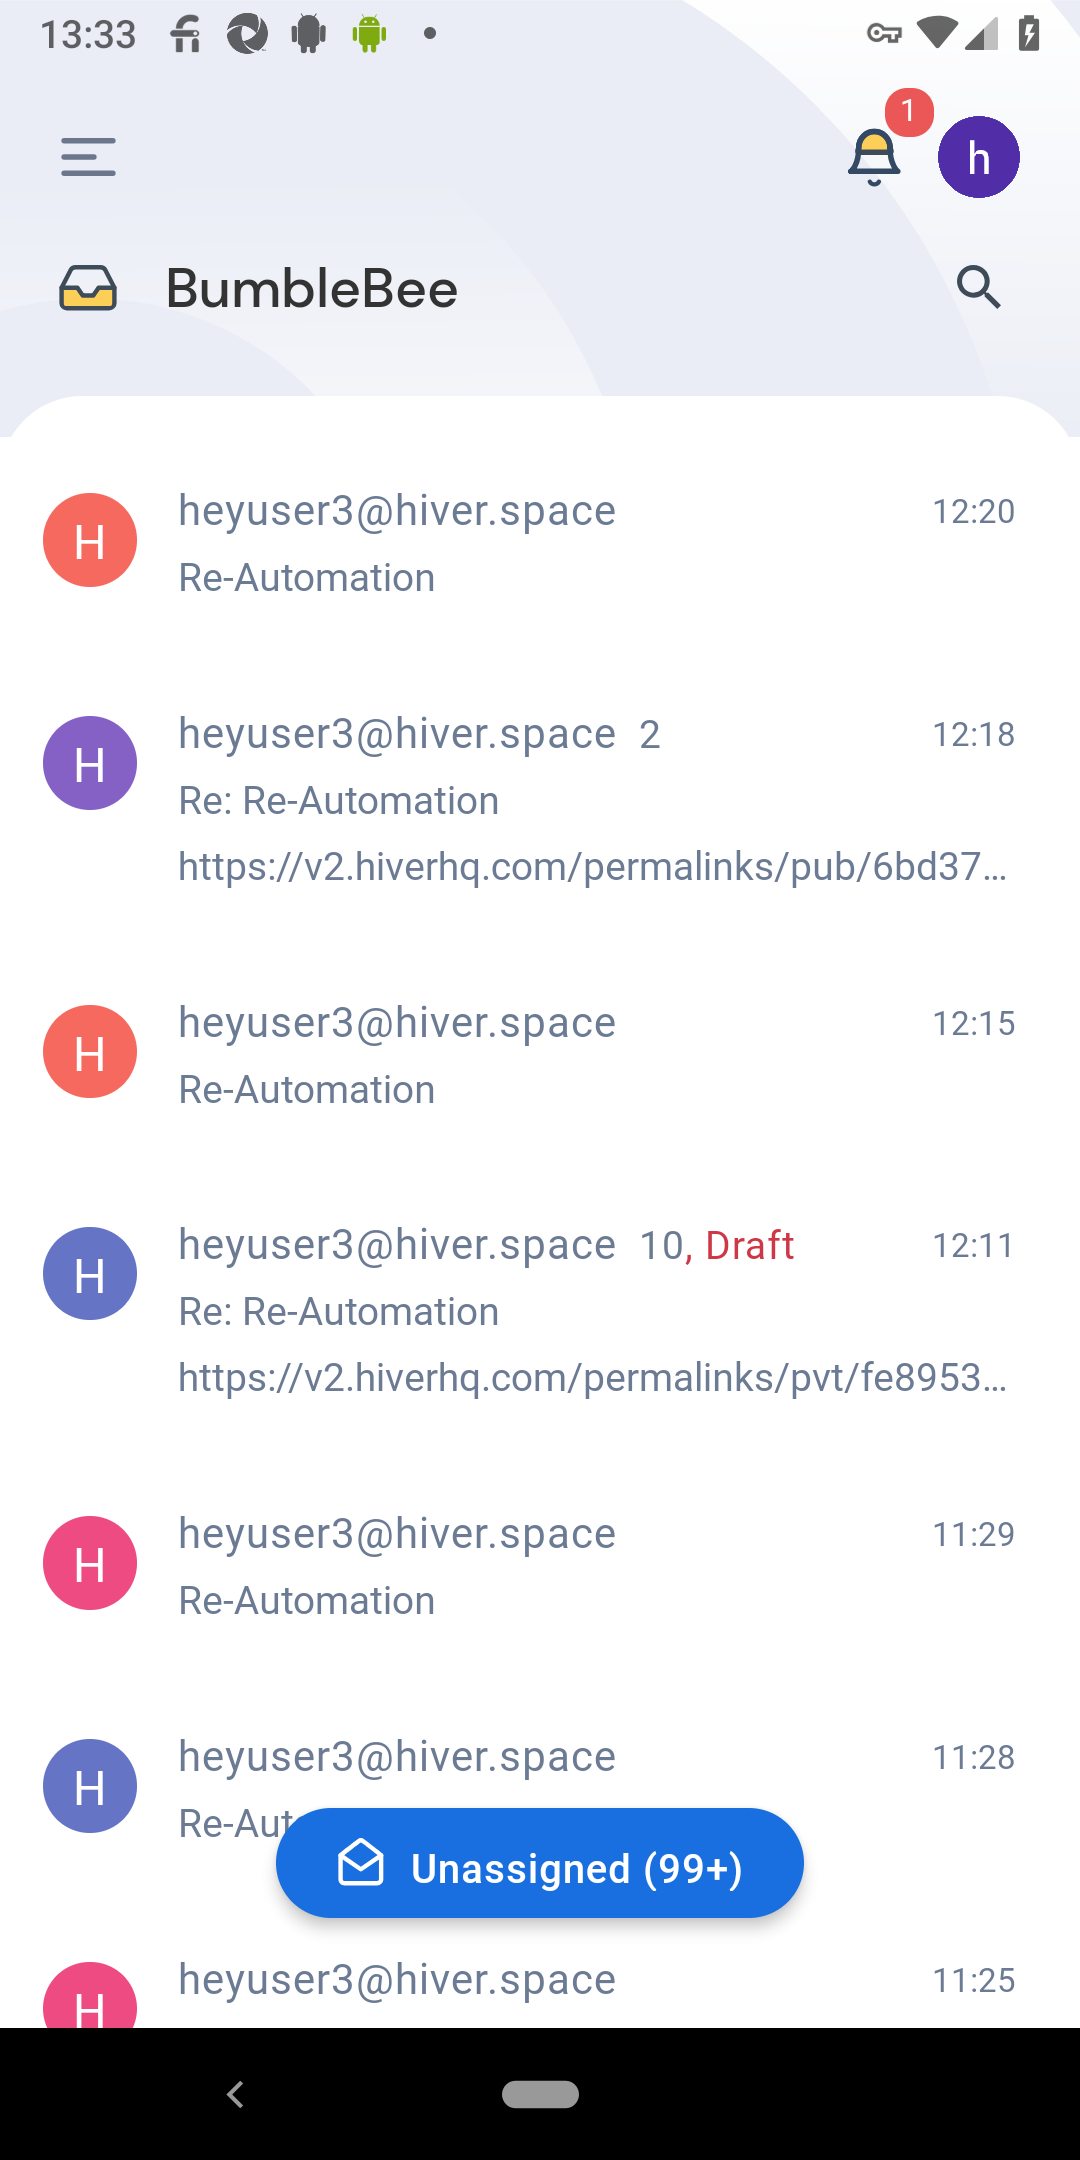 13:33
1
h
BumbleBee
H heyuser3@hiver.space 12:20
Re-Automation
H heyuser3@hiver.space 2 12:18
Re: Re-Automation
https://v2.hiverhq.com/permalinks/pub/6bd37...
H heyuser3@hiver.space 12:15
Re-Automation
H heyuser3@hiver.space 10, Draft 12:11
Re: Re-Automation
https://v2.hiverhq.com/permalinks/pvt/fe8953...
H heyuser3@hiver.space 11:29
Re-Automation
H heyuser3@hiver.space 11:28
Re-Aut
Unassigned (99+)
H heyuser3@hiver.space 11:25